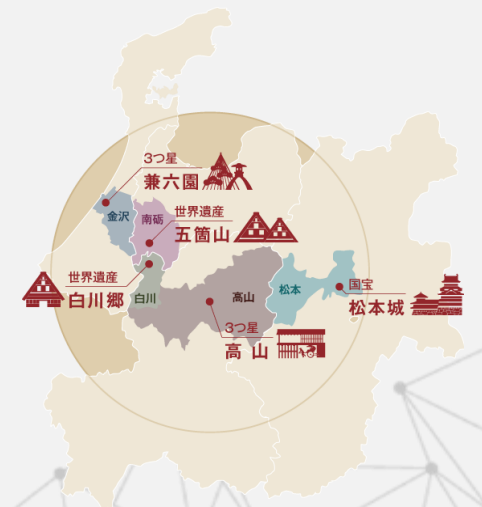 3つ星
兼六園
金沢
南砺
世界遺産
五箇山
世界遺産
白川郷
白川
高山
松本
国宝
松本城
3つ星
高 山